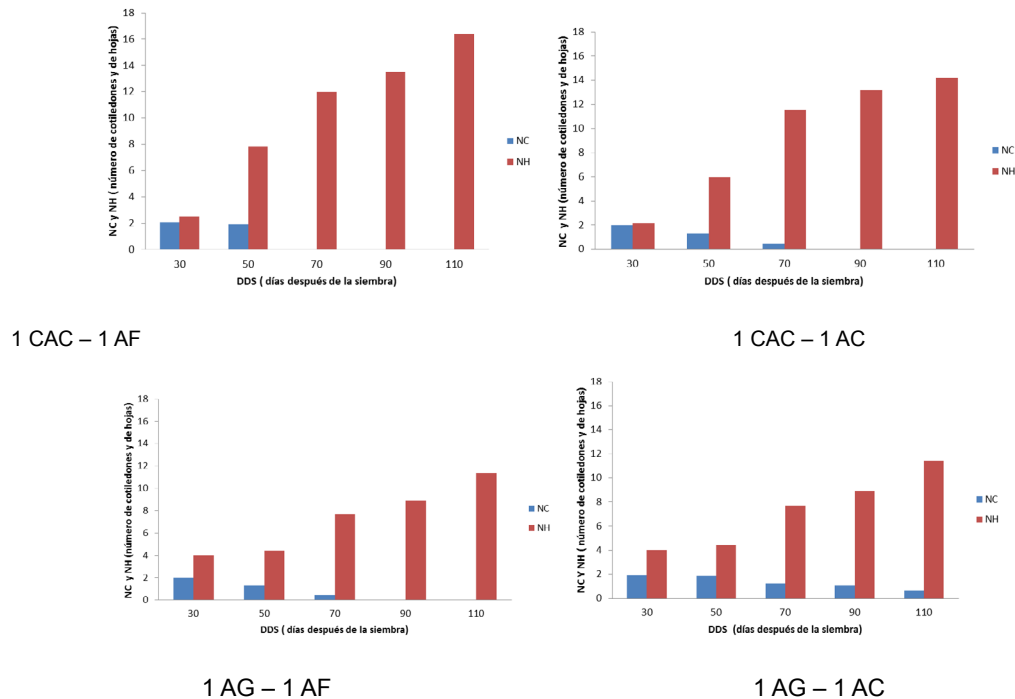 NC y NH ( número de cotiledones y de hojas)
18
16
14
12
10
8
6
4
2
0
30 50 70 90 110
DDS ( días después de la siembra)
NC
NH
1 CAC – 1 AF
NC y NH (número de cotiledones y de hojas)
18
16
14
12
10
8
6
4
2
0
30 50 70 90 110
DDS ( días después de la siembra)
NC
NH
1 CAC – 1 AC
NC y NH (número de cotiledones y de hojas)
18
16
14
12
10
8
6
4
2
0
30 50 70 90 110
DDS ( días después de la siembra)
NC
NH
1 AG – 1 AF
NC Y NH ( número de cotiledones y de hojas)
18
16
14
12
10
8
6
4
2
0
30 50 70 90 110
DDS (días después de la siembra)
NC
NH
1 AG – 1 AC